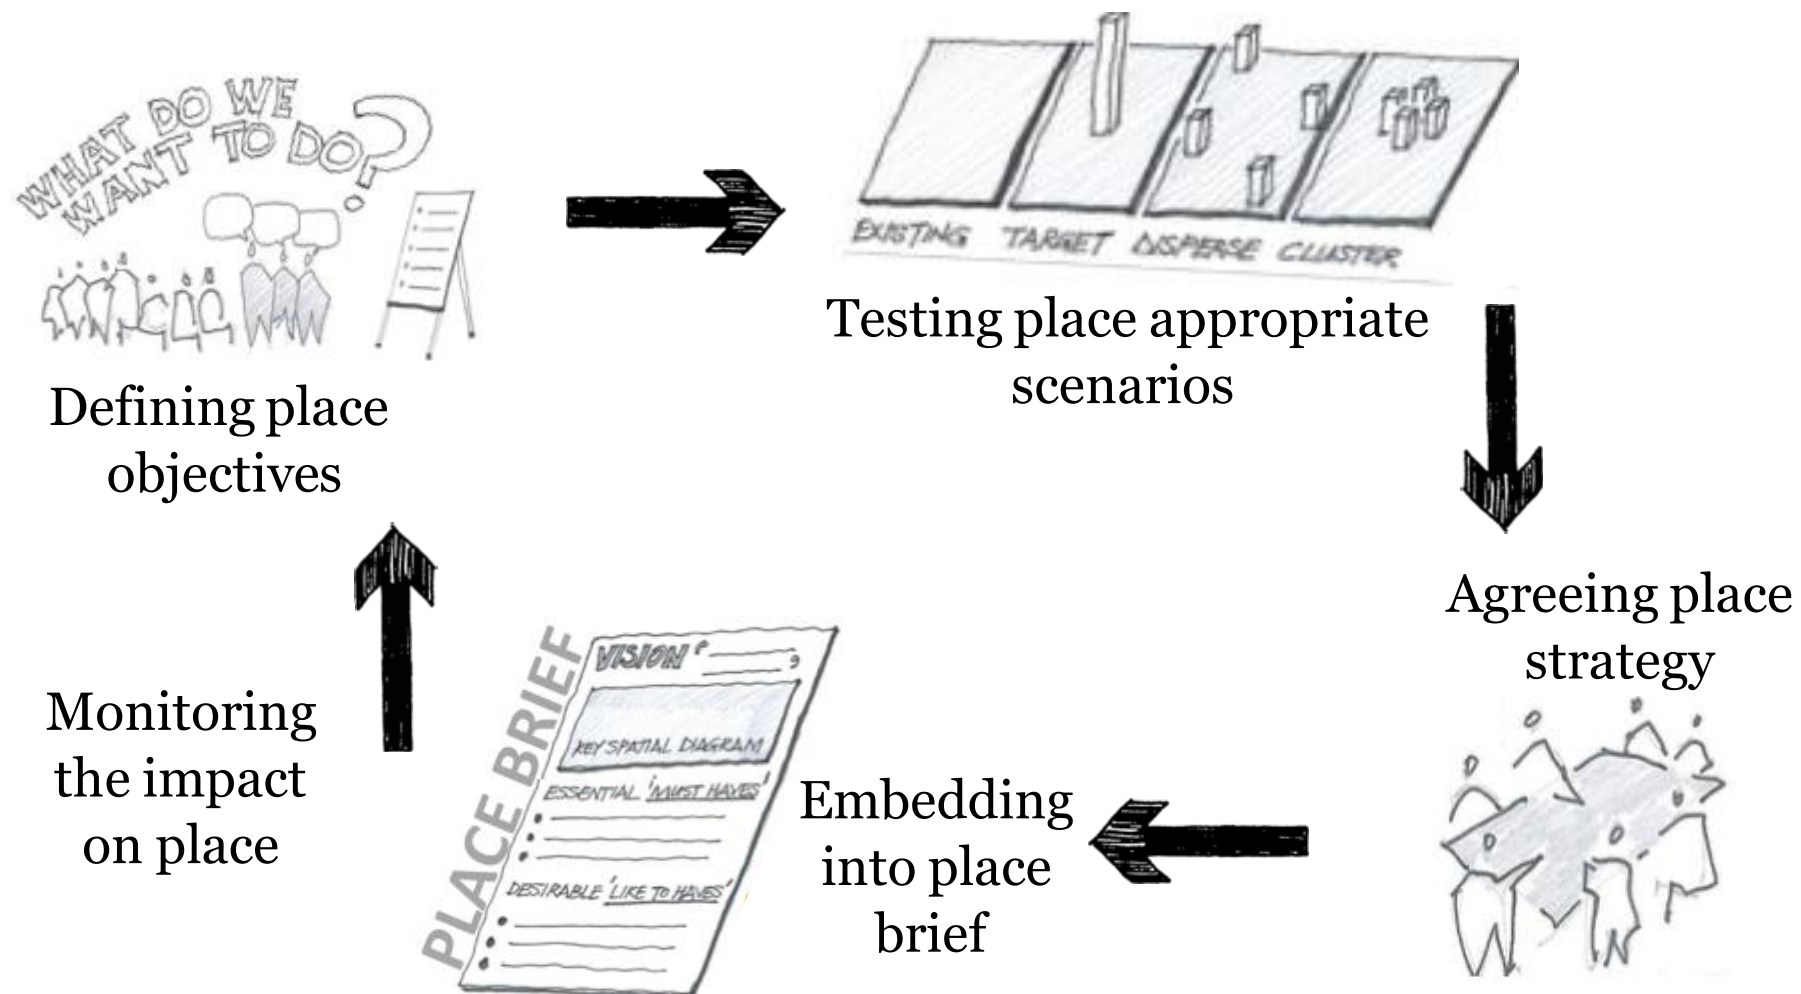 WHAT DO WE
WANT TO DO?
EXISTING TARGET DISPERSE CLUSTER
Testing place appropriate
scenarios
Defining place
objectives
Agreeing place
strategy
PLACE BRIEF
VISION
KEY SPATIAL DIAGRAM
ESSENTIAL 'MUST HAVES'
DESIRABLE 'LIKE TO HAVES'
Embedding
into place
brief
Monitoring
the impact
on place